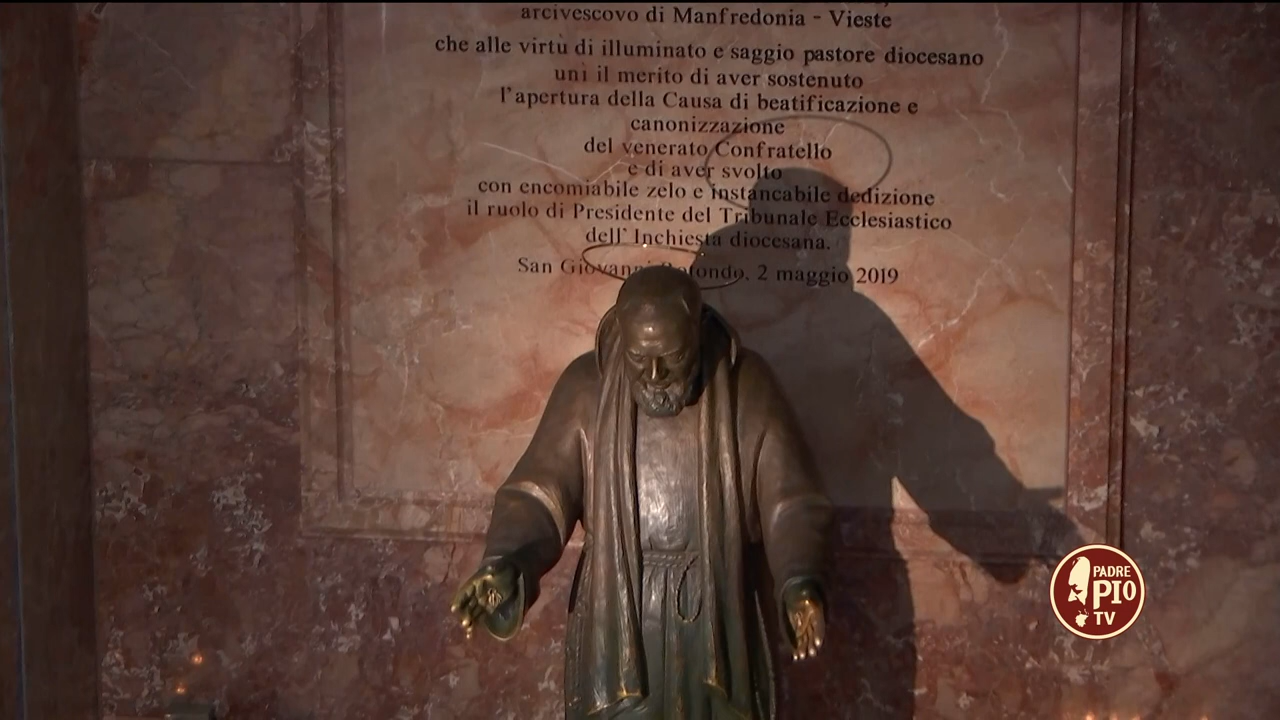 arcivescovo di Manfredonia - Vieste
che alle virtù di illuminato e saggio pastore diocesano
unì il merito di aver sostenuto
l'apertura della Causa di beatificazione e
canonizzazione
del venerato Confratello
e di aver svolto
con encomiabile zelo e instancabile dedizione
il ruolo di Presidente del Tribunale Ecclesiastico
dell'Inchiesta diocesana.
San Giovanni Rotondo, 2 maggio 2019
PADRE
PIO
TV